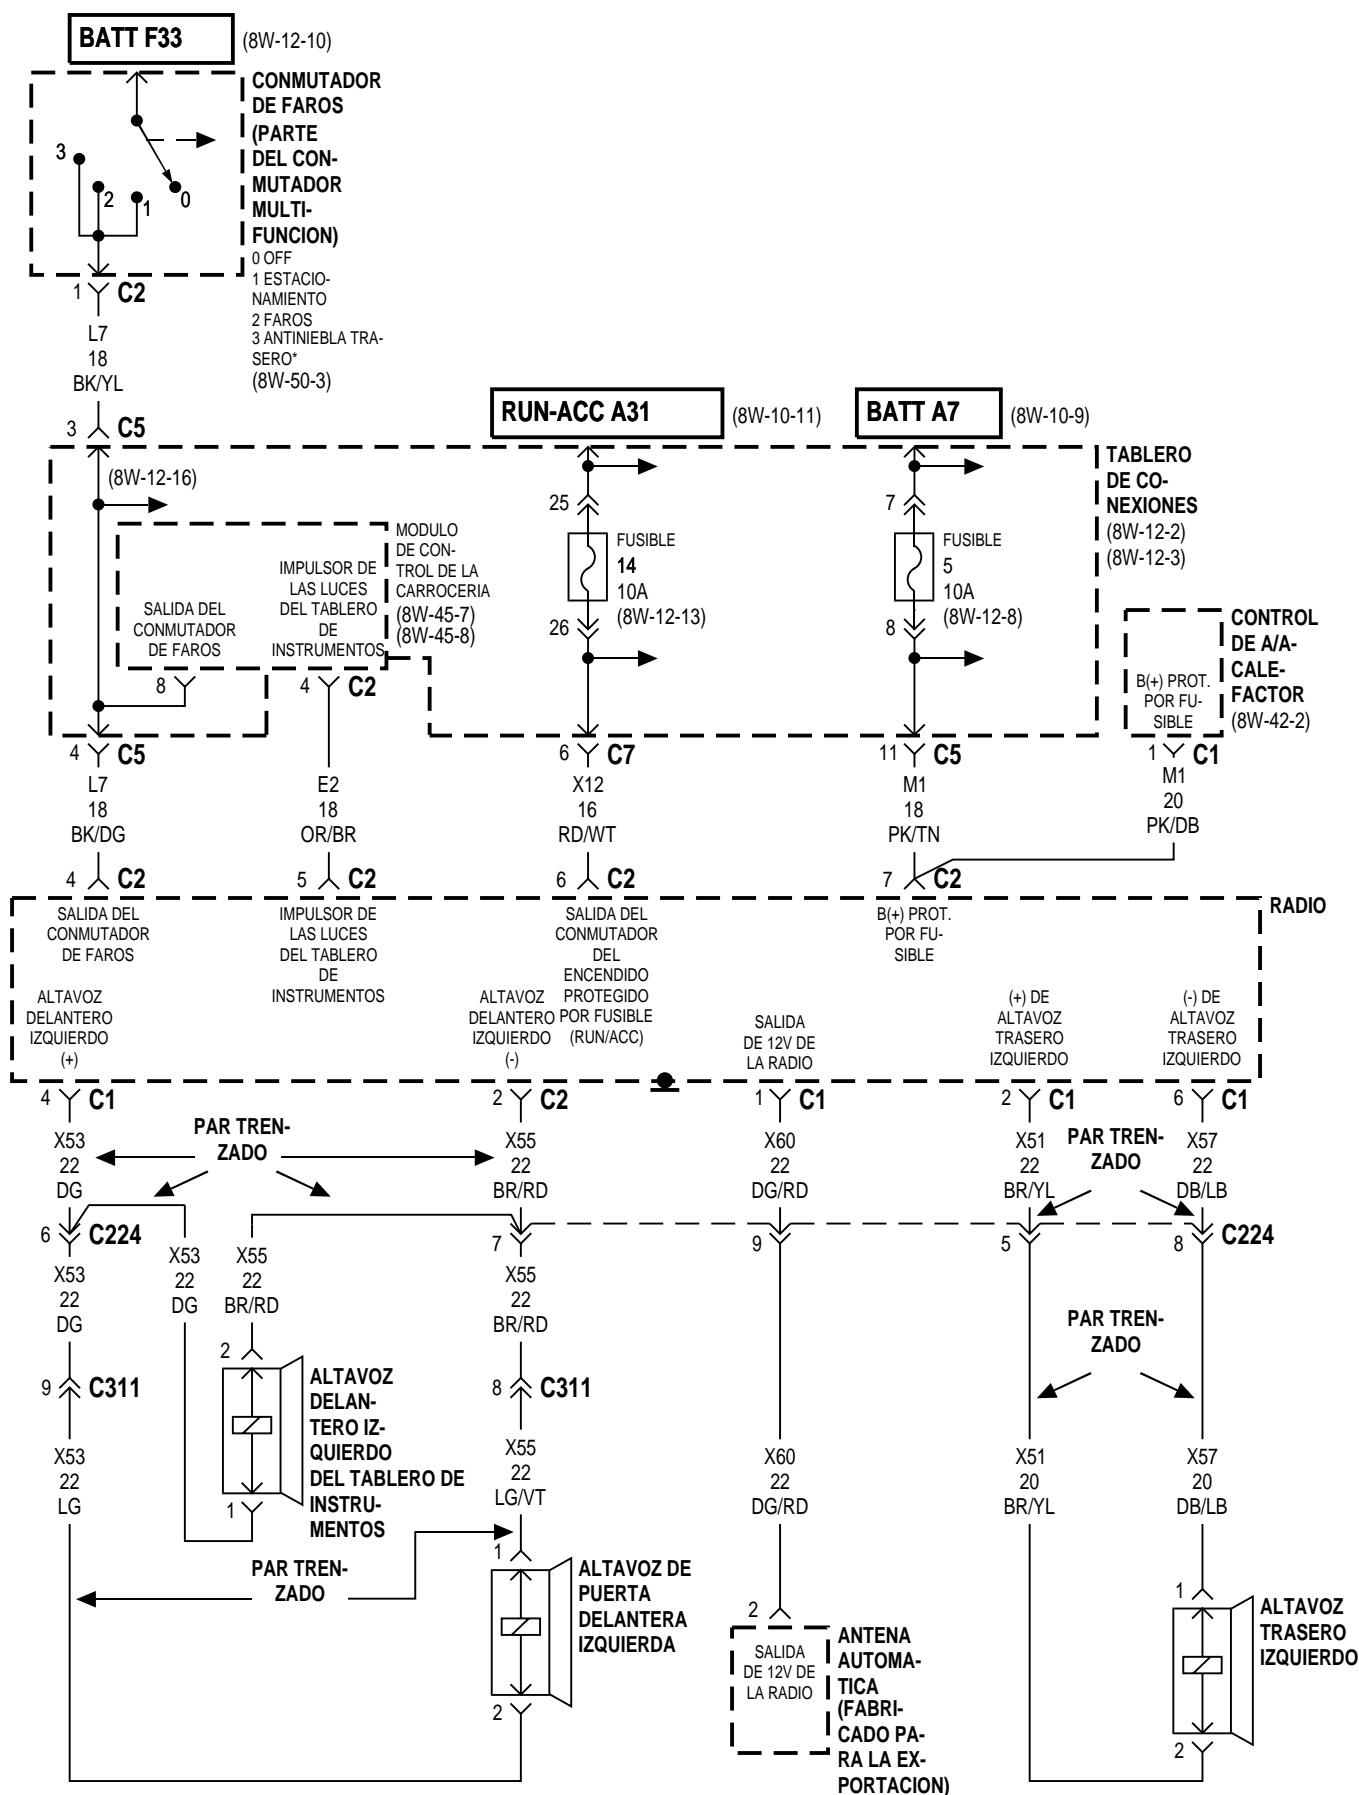 BATT F33
(8W-12-10)
CONMUTADOR
DE FAROS
(PARTE
DEL CON-
MUTADOR
MULTI-
FUNCION)
0 OFF
1 ESTACIO-
NAMIENTO
2 FAROS
3 ANTINIEBLA TRA-
SERO*
(8W-50-3)
3
2
1
0
1
C2
L7
18
BK/YL
3
C5
RUN-ACC A31
(8W-10-11)
BATT A7
(8W-10-9)
TABLERO
DE CO-
NEXIONES
(8W-12-2)
(8W-12-3)
(8W-12-16)
MODULO
DE CON-
TROL DE LA
CARROCERIA
(8W-45-7)
(8W-45-8)
SALIDA DEL
CONMUTADOR
DE FAROS
IMPULSOR DE
LAS LUCES
DEL TABLERO
DE
INSTRUMENTOS
25
FUSIBLE
14
10A
(8W-12-13)
26
7
FUSIBLE
5
10A
(8W-12-8)
8
CONTROL
DE A/A-
CALE-
FACTOR
(8W-42-2)
B(+) PROT.
POR FU-
SIBLE
8
4
C2
4
C5
6
C7
11
C5
1
C1
L7
18
BK/DG
E2
18
OR/BR
X12
16
RD/WT
M1
18
PK/TN
M1
20
PK/DB
4
C2
5
C2
6
C2
7
C2
RADIO
SALIDA DEL
CONMUTADOR
DE FAROS
IMPULSOR DE
LAS LUCES
DEL TABLERO
DE
INSTRUMENTOS
SALIDA DEL
CONMUTADOR
DEL
ENCENDIDO
PROTEGIDO
POR FUSIBLE
(RUN/ACC)
B(+) PROT.
POR FU-
SIBLE
ALTAVOZ
DELANTERO
IZQUIERDO
(+)
ALTAVOZ
DELANTERO
IZQUIERDO
(-)
SALIDA
DE 12V DE
LA RADIO
(+) DE
ALTAVOZ
TRASERO
IZQUIERDO
(-) DE
ALTAVOZ
TRASERO
IZQUIERDO
4
C1
2
C2
1
C1
2
C1
6
C1
X53
22
DG
PAR TREN-
ZADO
X55
22
BR/RD
X60
22
DG/RD
X51
22
BR/YL
PAR TREN-
ZADO
X57
22
DB/LB
6
C224
7
9
5
8
C224
X53
22
DG
X53
22
DG
X55
22
BR/RD
X55
22
BR/RD
PAR TREN-
ZADO
2
ALTAVOZ
DELAN-
TERO IZ-
QUIERDO
DEL TABLERO DE
INSTRU-
MENTOS
1
9
C311
8
C311
X53
22
LG
X55
22
LG/VT
X60
22
DG/RD
X51
20
BR/YL
X57
20
DB/LB
PAR TREN-
ZADO
1
ALTAVOZ DE
PUERTA
DELANTERA
IZQUIERDA
2
2
SALIDA
DE 12V DE
LA RADIO
ANTENA
AUTOMA-
TICA
(FABRI-
CADO PA-
RA LA EX-
PORTACION)
1
ALTAVOZ
TRASERO
IZQUIERDO
2